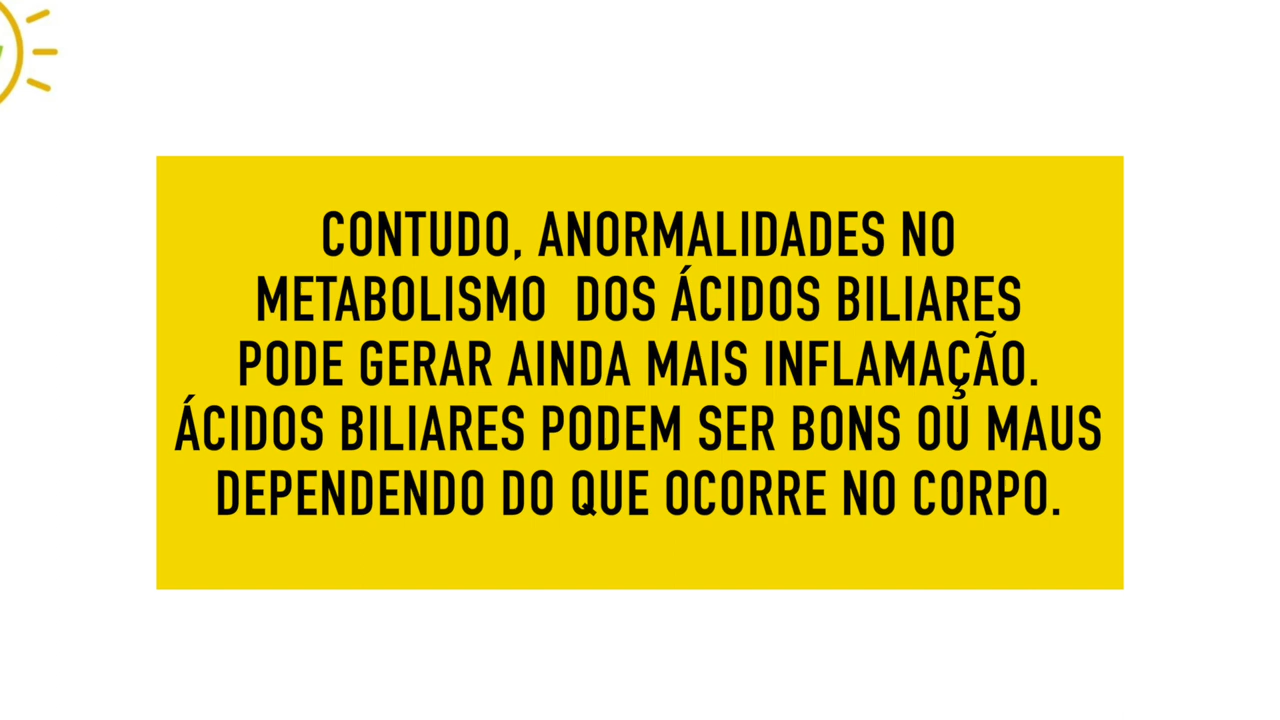 CONTUDO, ANORMALIDADES NO
METABOLISMO  DOS ÁCIDOS BILIARES
PODE GERAR AINDA MAIS INFLAMAÇÃO.
ÁCIDOS BILIARES PODEM SER BONS OU MAUS
DEPENDENDO DO QUE OCORRE NO CORPO.